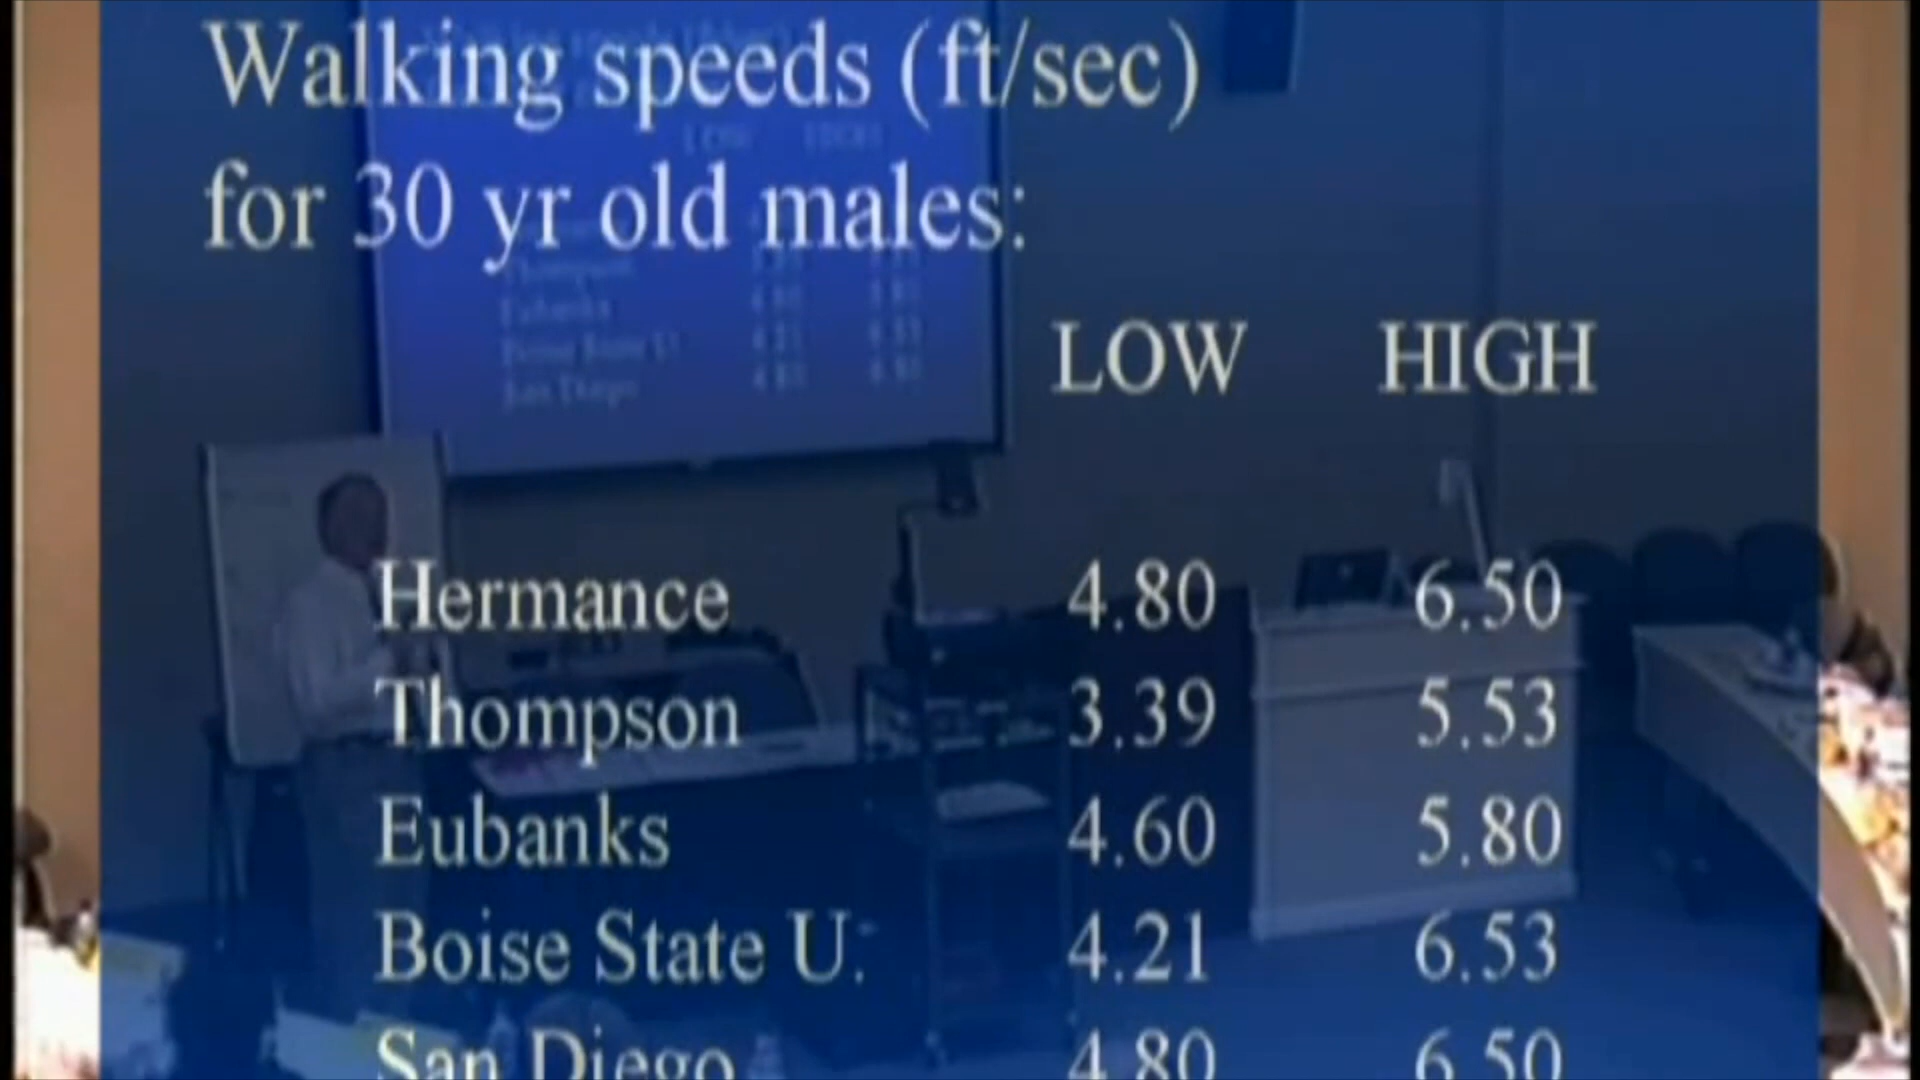 Walking speeds (ft/sec)
for 30 yr old males:
LOW HIGH
Hermance 4.80 6.50
Thompson 3.39 5.53
Eubanks 4.60 5.80
Boise State U. 4.21 6.53
San Diego 4.80 6.50